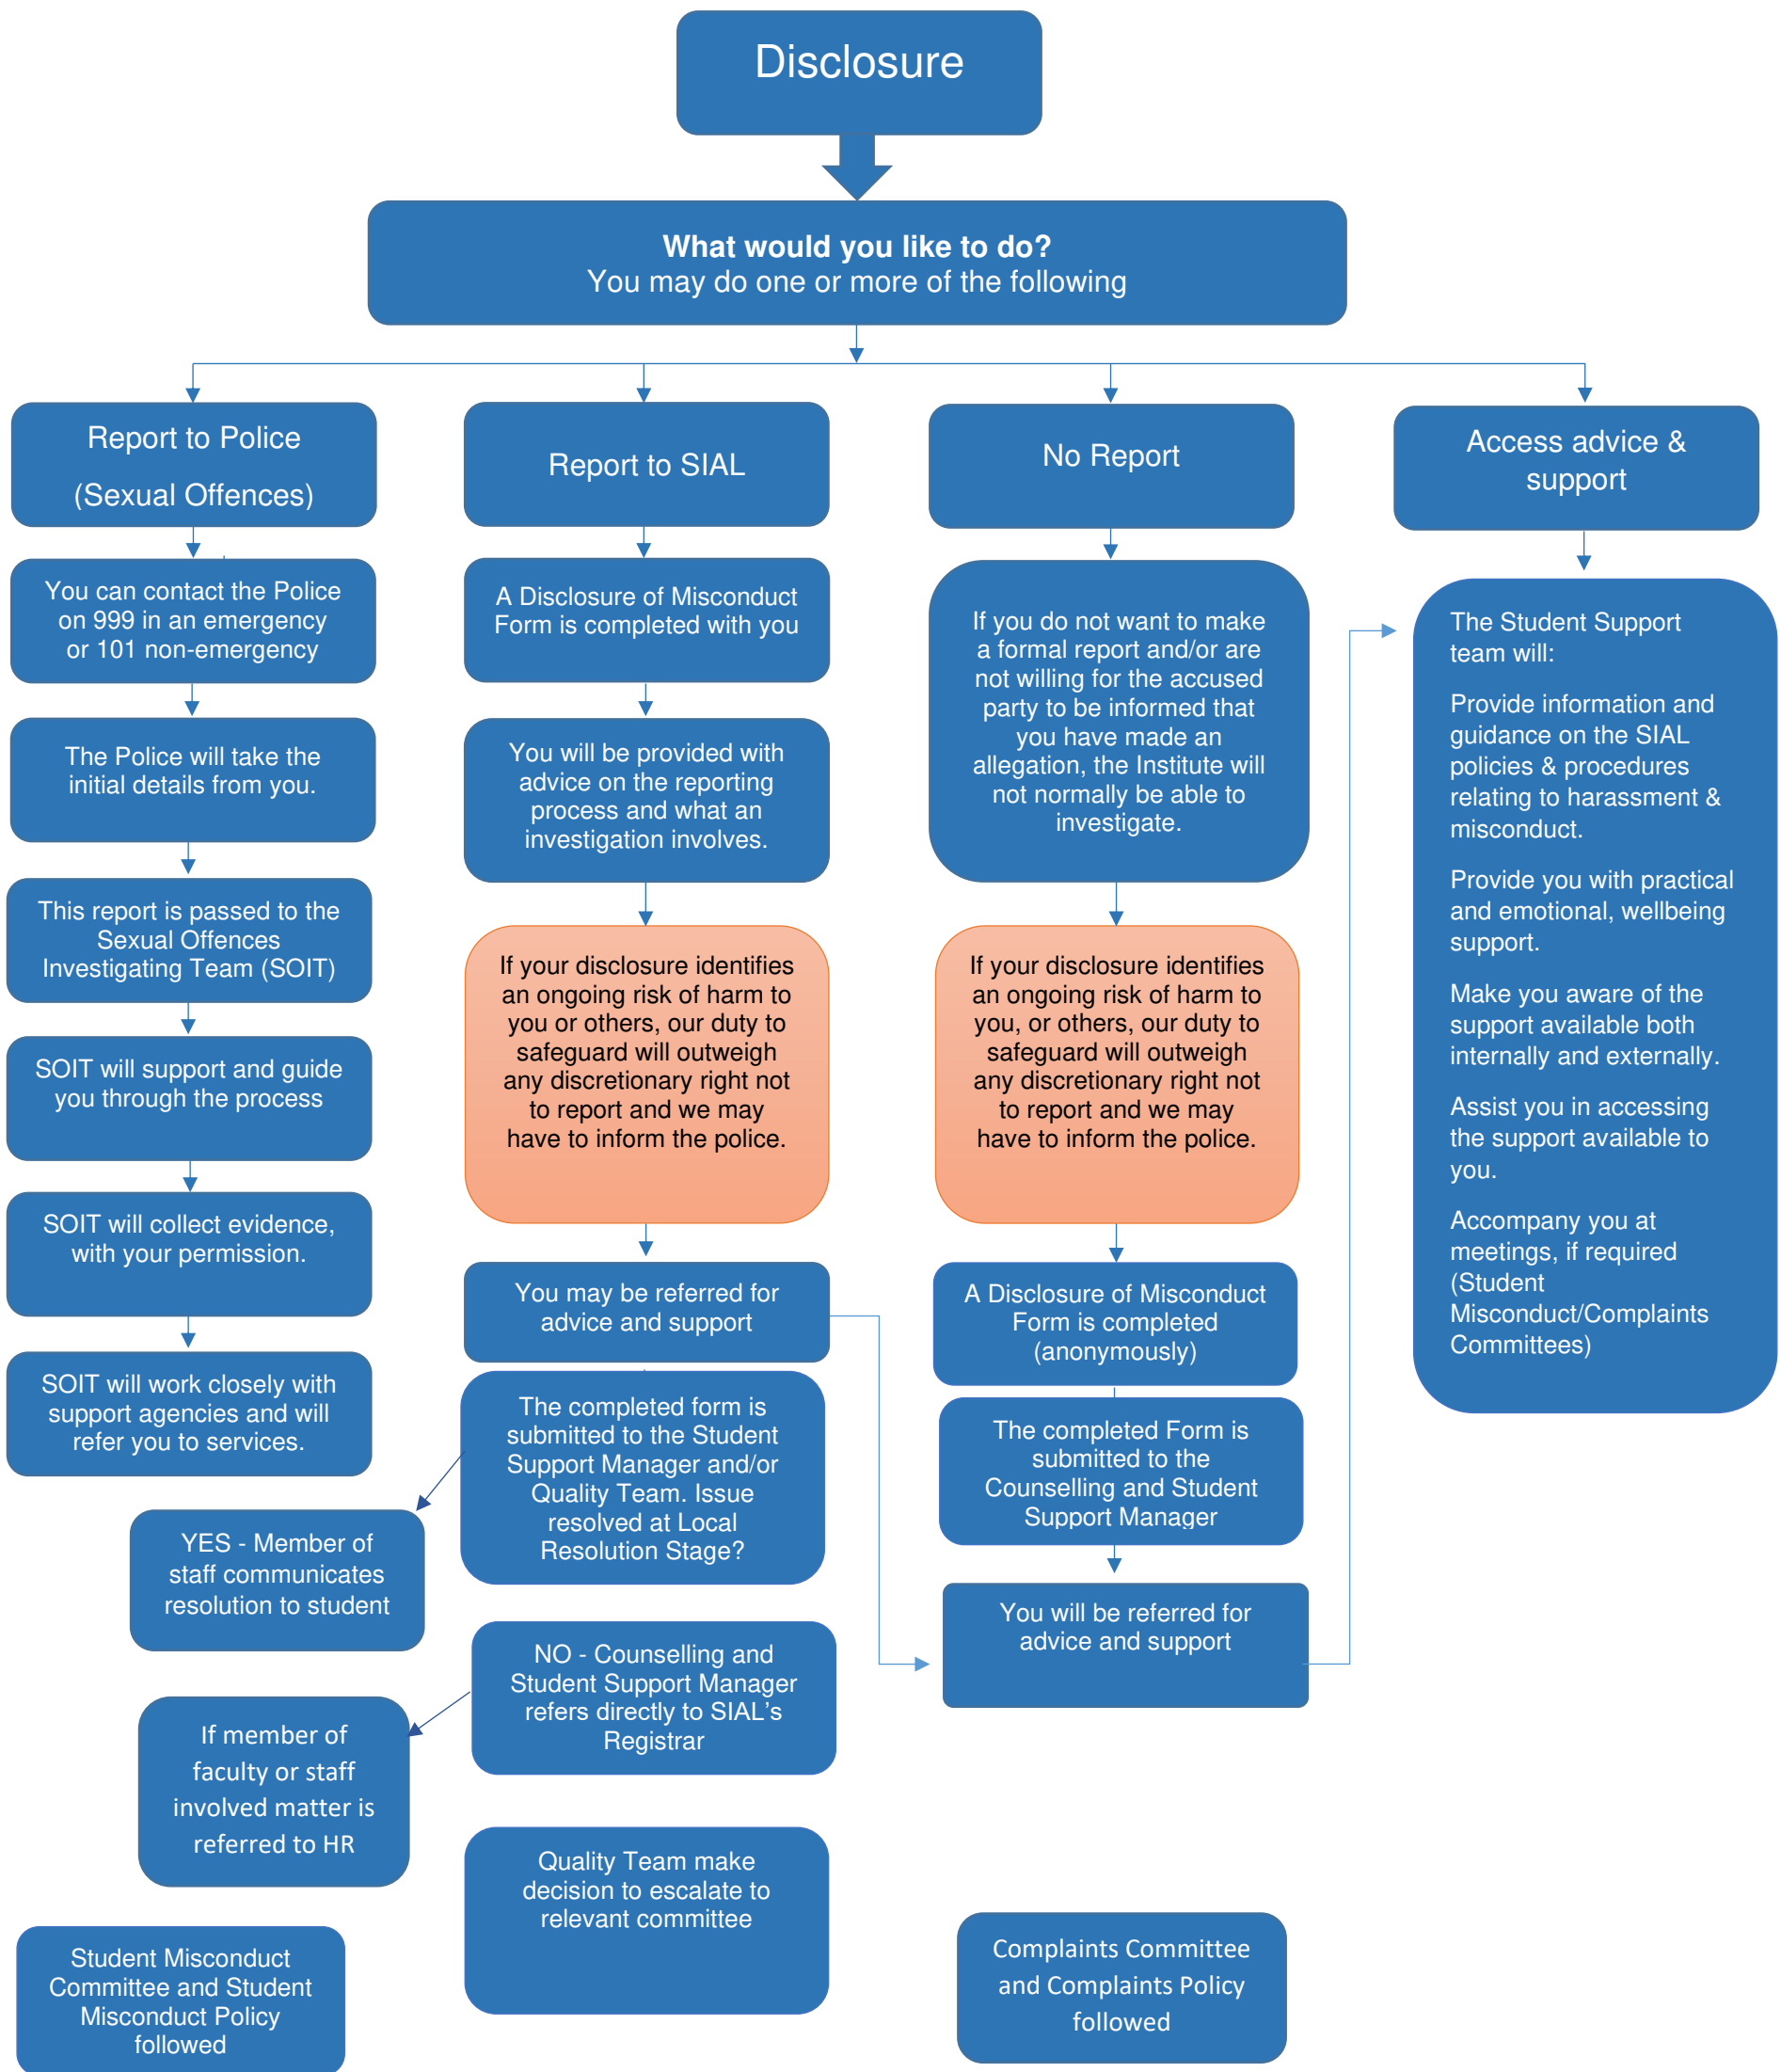 Disclosure
What would you like to do?
You may do one or more of the following
Report to Police
(Sexual Offences)
You can contact the Police
on 999 in an emergency
or 101 non-emergency
The Police will take the
initial details from you.
This report is passed to the
Sexual Offences
Investigating Team (SOIT)
SOIT will support and guide
you through the process
SOIT will collect evidence,
with your permission.
SOIT will work closely with
support agencies and will
refer you to services.
Report to SIAL
A Disclosure of Misconduct
Form is completed with you
You will be provided with
advice on the reporting
process and what an
investigation involves.
If your disclosure identifies
an ongoing risk of harm to
you or others, our duty to
safeguard will outweigh
any discretionary right not
to report and we may
have to inform the police.
You may be referred for
advice and support
The completed form is
submitted to the Student
Support Manager and/or
Quality Team. Issue
resolved at Local
Resolution Stage?
YES - Member of
staff communicates
resolution to student
NO - Counselling and
Student Support Manager
refers directly to SIAL’s
Registrar
If member of
faculty or staff
involved matter is
referred to HR
Quality Team make
decision to escalate to
relevant committee
Student Misconduct
Committee and Student
Misconduct Policy
followed
Complaints Committee
and Complaints Policy
followed
No Report
If you do not want to make
a formal report and/or are
not willing for the accused
party to be informed that
you have made an
allegation, the Institute will
not normally be able to
investigate.
If your disclosure identifies
an ongoing risk of harm to
you, or others, our duty to
safeguard will outweigh
any discretionary right not
to report and we may
have to inform the police.
A Disclosure of Misconduct
Form is completed
(anonymously)
The completed Form is
submitted to the
Counselling and Student
Support Manager
You will be referred for
advice and support
Access advice &
support
The Student Support
team will:
Provide information and
guidance on the SIAL
policies & procedures
relating to harassment &
misconduct.
Provide you with practical
and emotional, wellbeing
support.
Make you aware of the
support available both
internally and externally.
Assist you in accessing
the support available to
you.
Accompany you at
meetings, if required
(Student
Misconduct/Complaints
Committees)